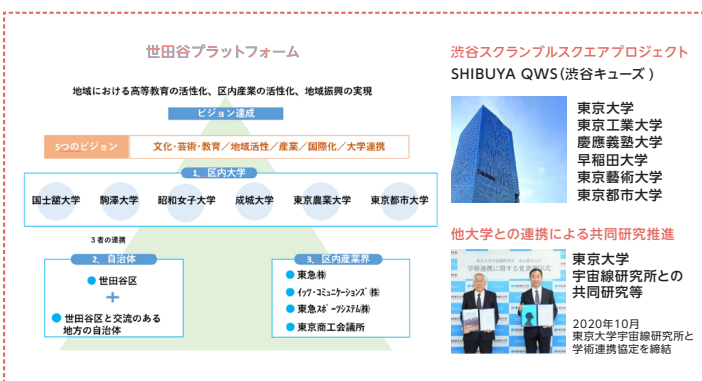 世田谷プラットフォーム
地域における高等教育の活性化、区内産業の活性化、地域振興の実現
ビジョン達成
5つのビジョン
文化・芸術・教育／地域活性／産業／国際化／大学連携
1. 区内大学
国士舘大学 駒澤大学 昭和女子大学 成城大学 東京農業大学 東京都市大学
3者の連携
2. 自治体
世田谷区
+
世田谷区と交流のある
地方の自治体
3. 区内産業界
東急㈱
イッツ・コミュニケーションズ㈱
東急スポーツシステム㈱
東京商工会議所
渋谷スクランブルスクエアプロジェクト
SHIBUYA QWS(渋谷キューズ)
東京大学
東京工業大学
慶應義塾大学
早稲田大学
東京藝術大学
東京都市大学
他大学との連携による共同研究推進
学術連携に関する覚書調印式
東京大学
宇宙線研究所との
共同研究等
2020年10月
東京大学宇宙線研究所と
学術連携協定を締結